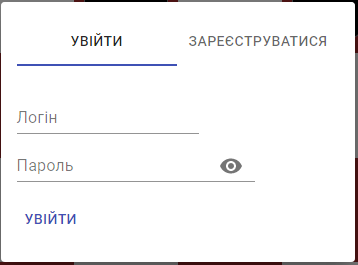 УВІЙТИ ЗАРЕЄСТРУВАТИСЯ
Логін
Пароль
УВІЙТИ